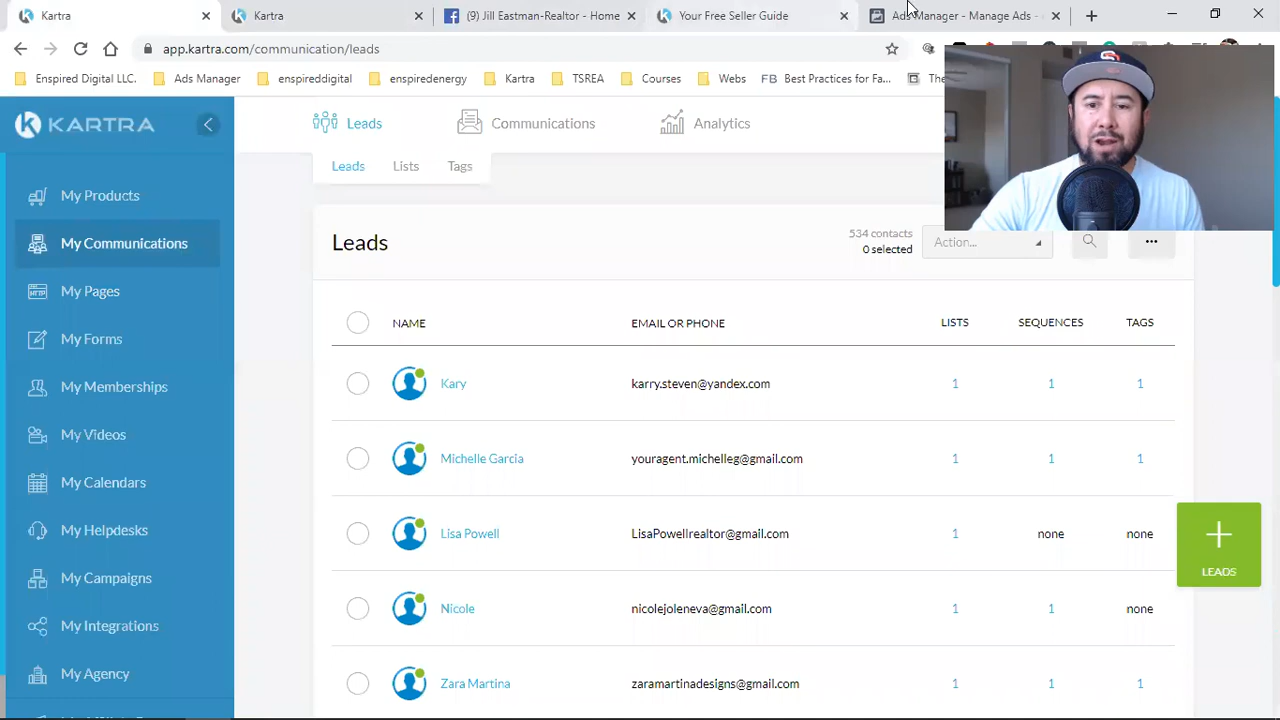 Kartra
Kartra
(9) Jill Eastman-Realtor - Home
Your Free Seller Guide
Ads Manager - Manage Ads -
app.kartra.com/communication/leads
Enspired Digital LLC.
Ads Manager
enspireddigital
enspiredenergy
Kartra
TSREA
Courses
Webs
FB Best Practices for Fa...
The
KARTRA
Leads
Communications
Analytics
Leads
Lists
Tags
My Products
My Communications
My Pages
My Forms
My Memberships
My Videos
My Calendars
My Helpdesks
My Campaigns
My Integrations
My Agency
Leads
534 contacts
0 selected
Action...
NAME EMAIL OR PHONE LISTS SEQUENCES TAGS
Kary karry.steven@yandex.com 1 1 1
Michelle Garcia youragent.michelleg@gmail.com 1 1 1
Lisa Powell LisaPowellrealtor@gmail.com 1 none none
Nicole nicolejoleneva@gmail.com 1 1 none
Zara Martina zaramartinadesigns@gmail.com 1 1 1
LEADS